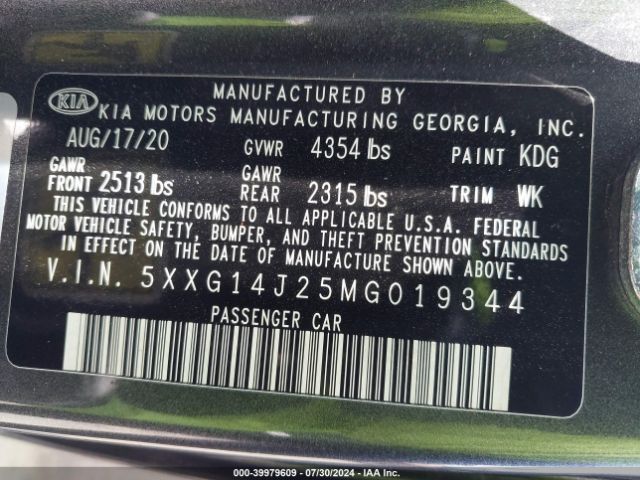 MANUFACTURED BY
KIA KIA MOTORS MANUFACTURING GEORGIA, INC.
AUG/17/20 GVWR 4354 lbs PAINT KDG
GAWR FRONT 2513 lbs GAWR REAR 2315 lbs TRIM WK
THIS VEHICLE CONFORMS TO ALL APPLICABLE U.S.A. FEDERAL
MOTOR VEHICLE SAFETY, BUMPER, AND THEFT PREVENTION STANDARDS
IN EFFECT ON THE DATE OF MANUFACTURE SHOWN ABOVE.
V.I.N. 5XXG14J25MG019344
PASSENGER CAR
000-39979609 - 07/30/2024 - IAA Inc.